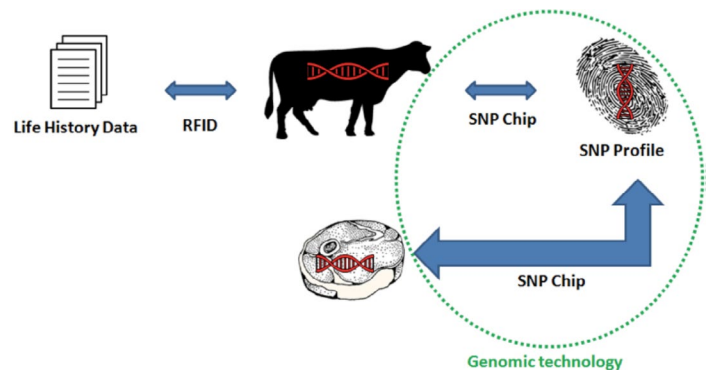 Life History Data
RFID
SNP Chip
SNP Profile
SNP Chip
Genomic technology